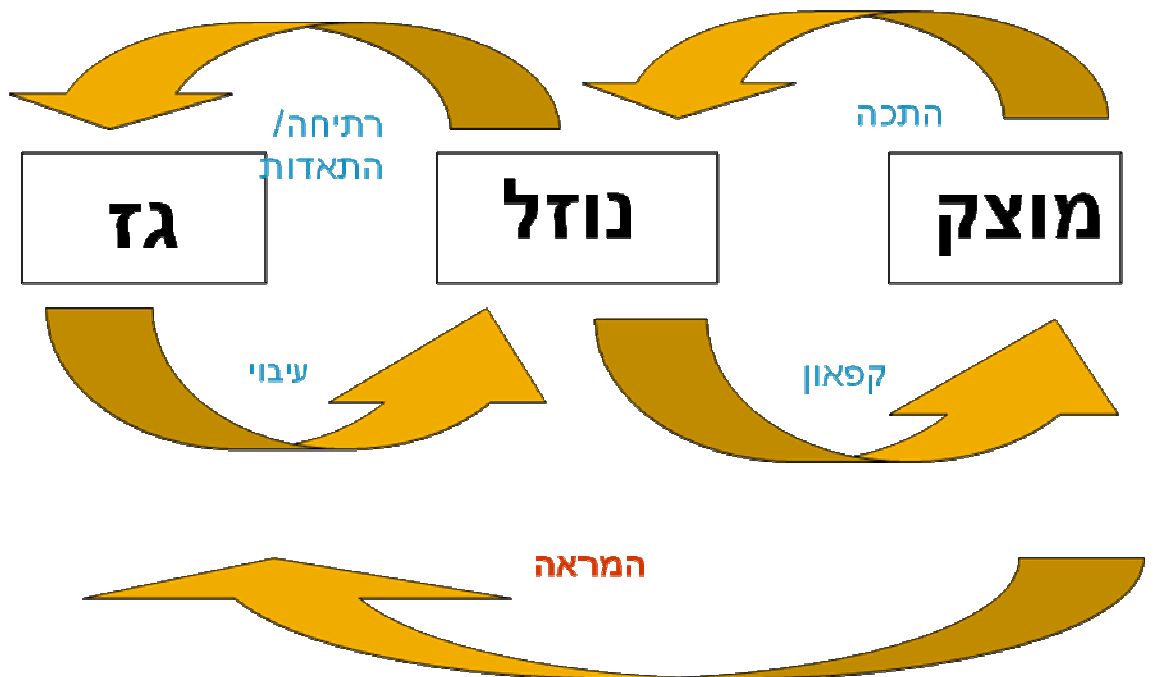 התכה
רתיחה/
התאדות
מוצק
נוזל
גז
קפאון
עיבוי
המראה